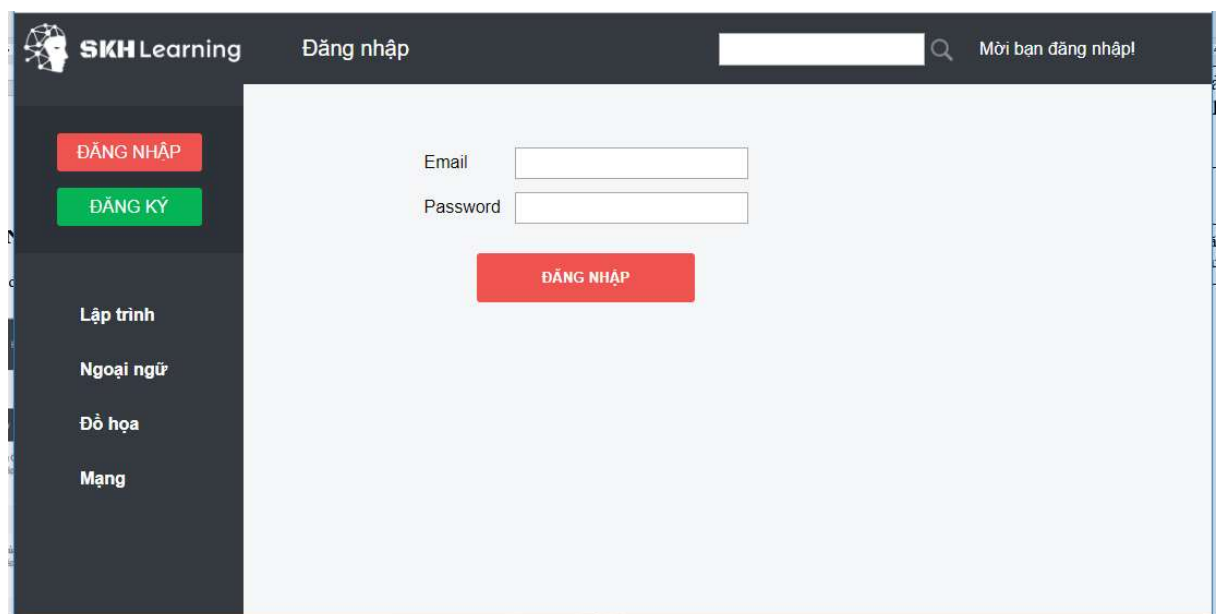 SKH Learning
Đăng nhập
Mời bạn đăng nhập!
ĐĂNG NHẬP
ĐĂNG KÝ
Lập trình
Ngoại ngữ
Đồ họa
Mạng
Email
Password
ĐĂNG NHẬP